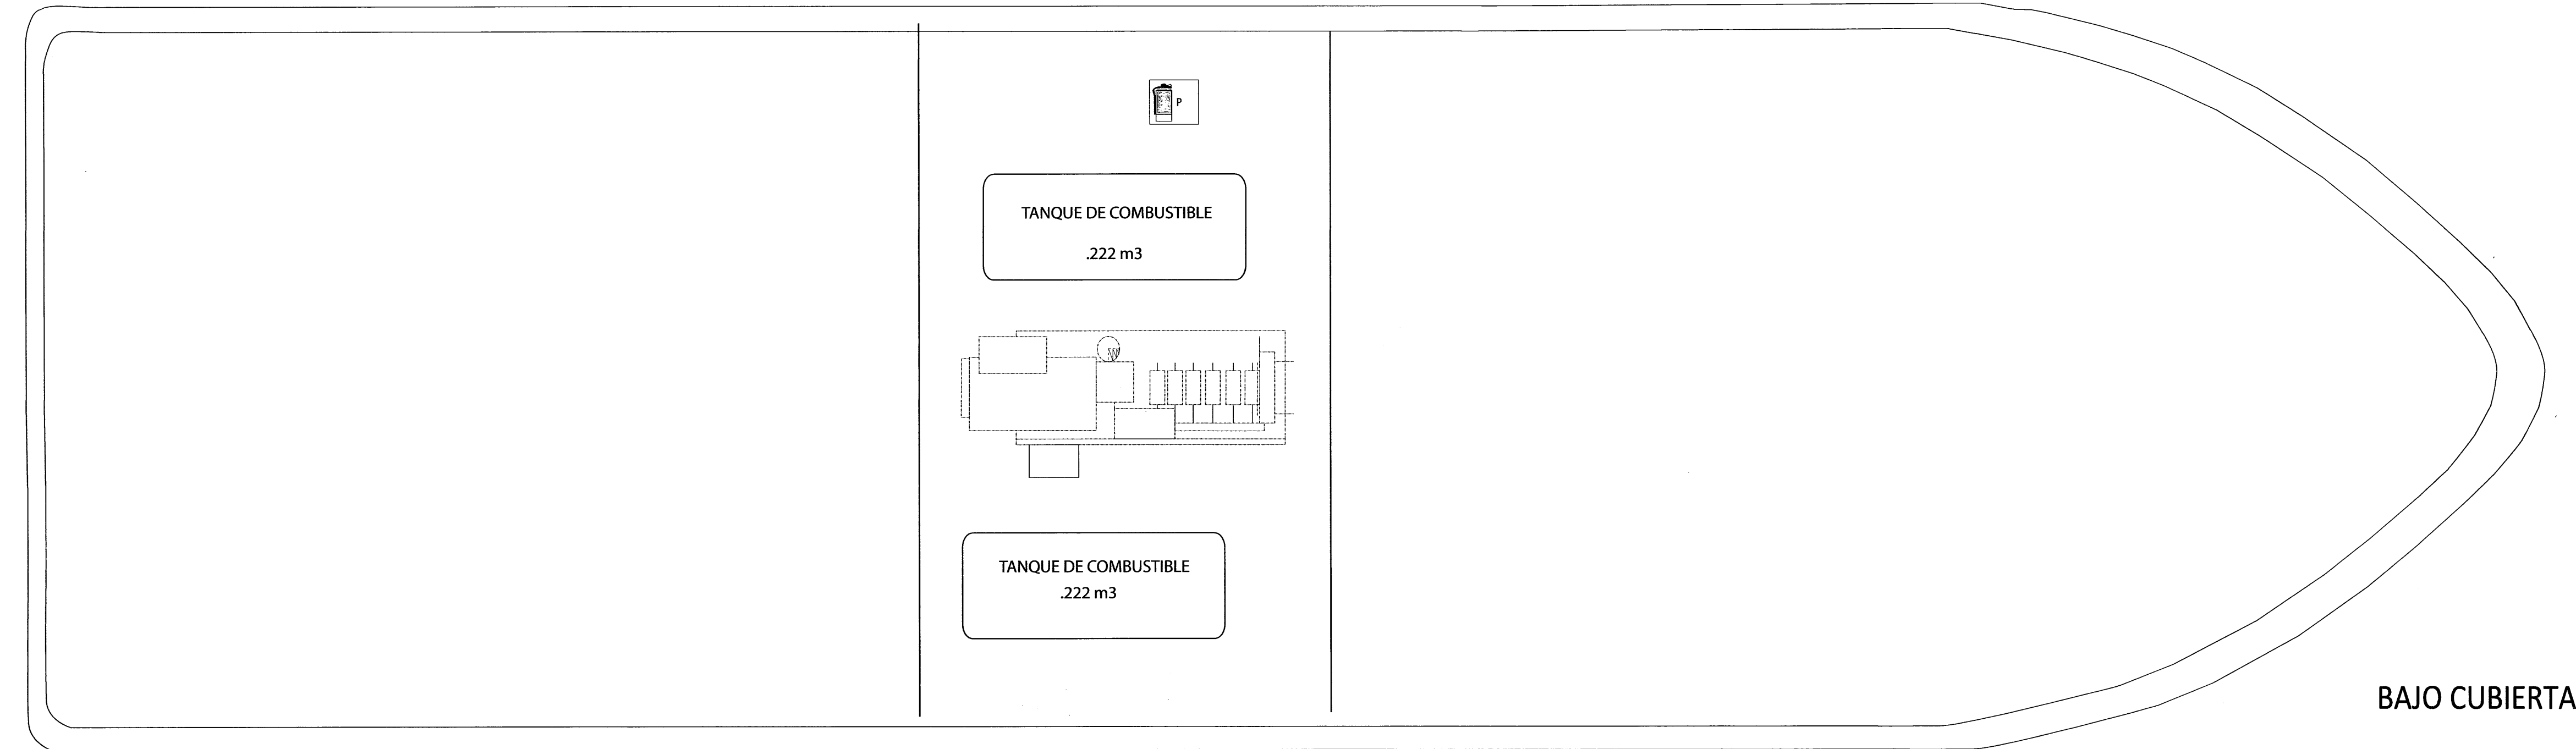 P
TANQUE DE COMBUSTIBLE
.222 m3
TANQUE DE COMBUSTIBLE
.222 m3
BAJO CUBIERTA